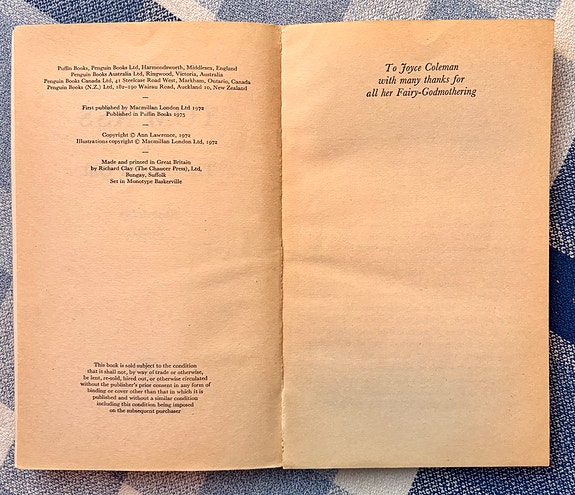 Puffin Books, Penguin Books Ltd, Harmondsworth, Middlesex, England
Penguin Books Australia Ltd, Ringwood, Victoria, Australia
Penguin Books Canada Ltd, 41 Steelcase Road West, Markham, Ontario, Canada
Penguin Books (N.Z.) Ltd, 182–190 Wairau Road, Auckland 10, New Zealand
—
First published by Macmillan London Ltd 1972
Published in Puffin Books 1975
—
Copyright © Ann Lawrence, 1972
Illustrations copyright © Macmillan London Ltd, 1972
—
Made and printed in Great Britain
by Richard Clay (The Chaucer Press), Ltd,
Bungay, Suffolk
Set in Monotype Baskerville
This book is sold subject to the condition
that it shall not, by way of trade or otherwise,
be lent, re-sold, hired out, or otherwise circulated
without the publisher's prior consent in any form of
binding or cover other than that in which it is
published and without a similar condition
including this condition being imposed
on the subsequent purchaser
To Joyce Coleman
with many thanks for
all her Fairy-Godmothering